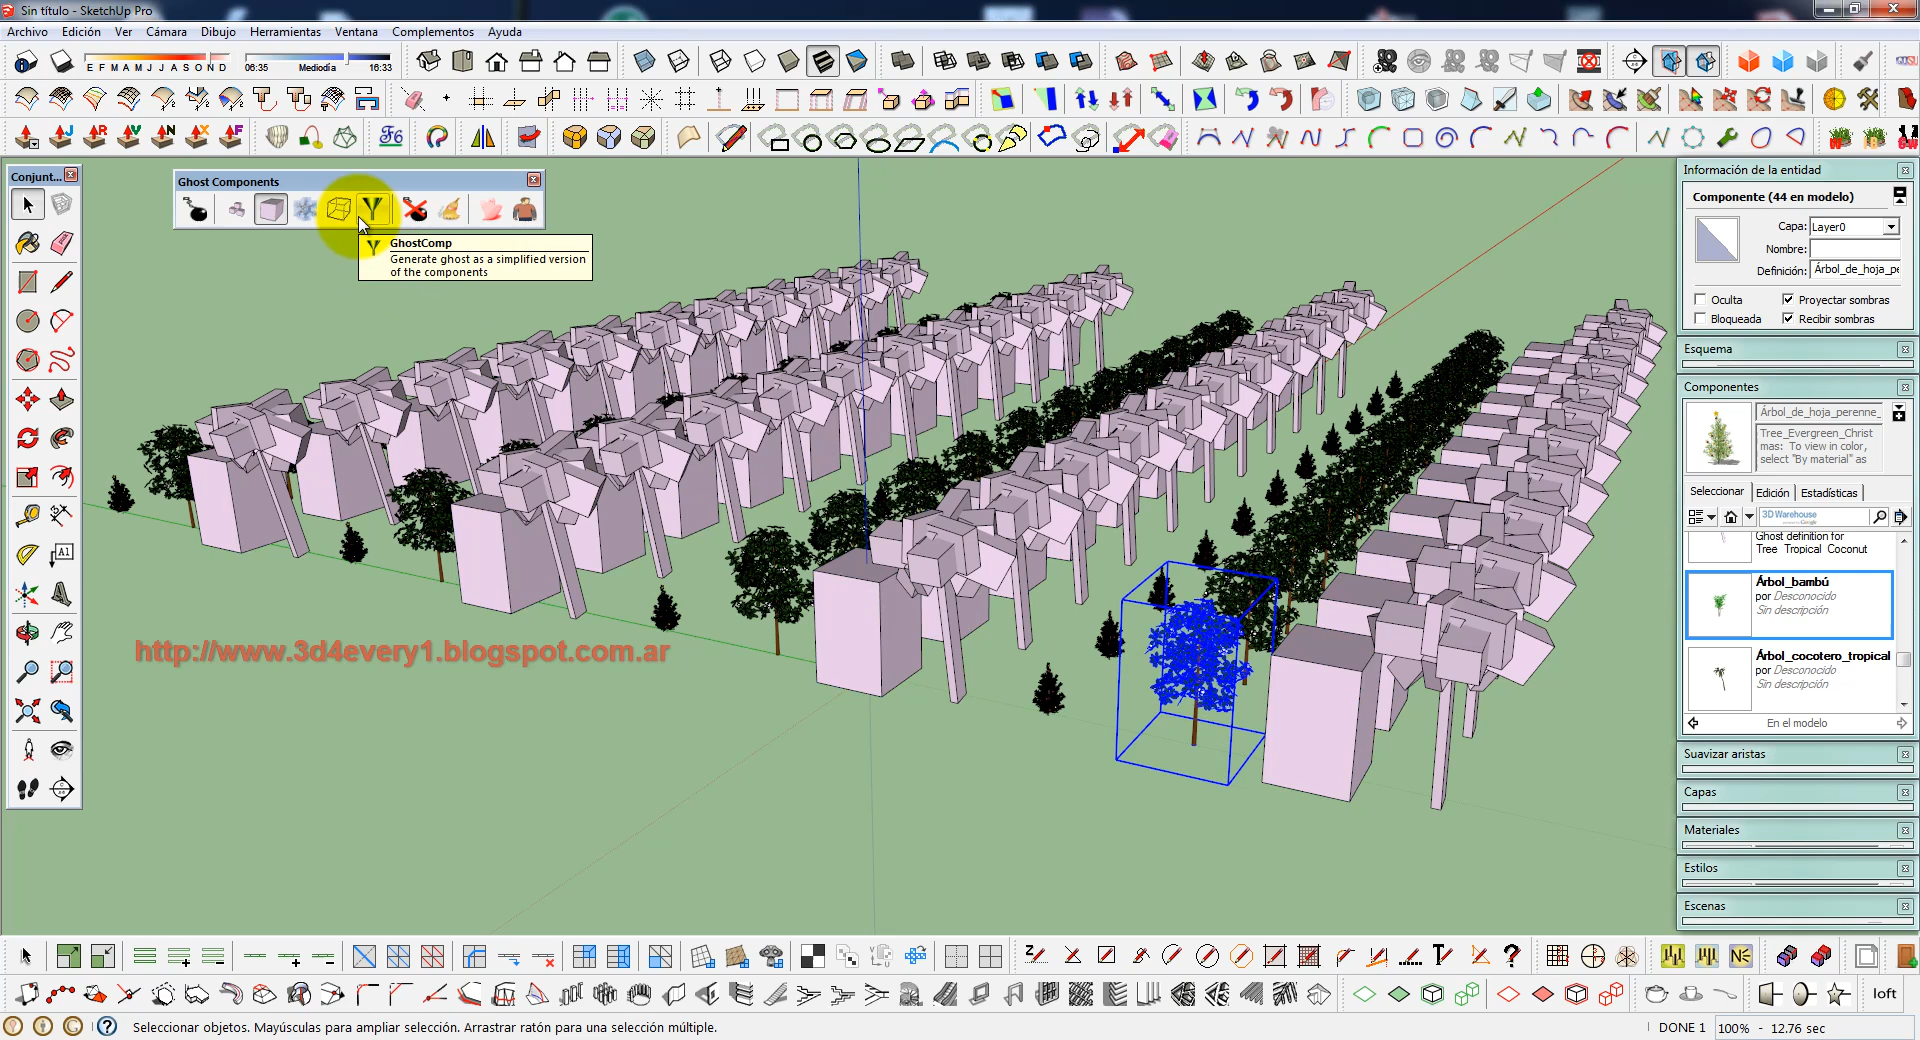 Sin título - SketchUp Pro
Archivo Edición Ver Cámara Dibujo Herramientas Ventana Complementos Ayuda
E F M A M J J A S O N D 06:35 Mediodía 16:33
Conjunt...
Ghost Components
GhostComp
Generate ghost as a simplified version
of the components
http://www.3d4every1.blogspot.com.ar
Información de la entidad
Componente (44 en modelo)
Capa: Layer0
Nombre:
Definición: Árbol_de_hoja_pe
Oculta Proyectar sombras
Bloqueada Recibir sombras
Esquema
Componentes
Árbol_de_hoja_perenne_
Tree_Evergreen_Christ
mas: To view in color,
select "By material" as
Seleccionar Edición Estadísticas
3D Warehouse
Ghost definition for
Tree Tropical Coconut
Árbol_bambú
por Desconocido
Sin descripción
Árbol_cocotero_tropical
por Desconocido
Sin descripción
En el modelo
Suavizar aristas
Capas
Materiales
Estilos
Escenas
loft
Seleccionar objetos. Mayúsculas para ampliar selección. Arrastrar ratón para una selección múltiple.
DONE 1 100% - 12.76 sec